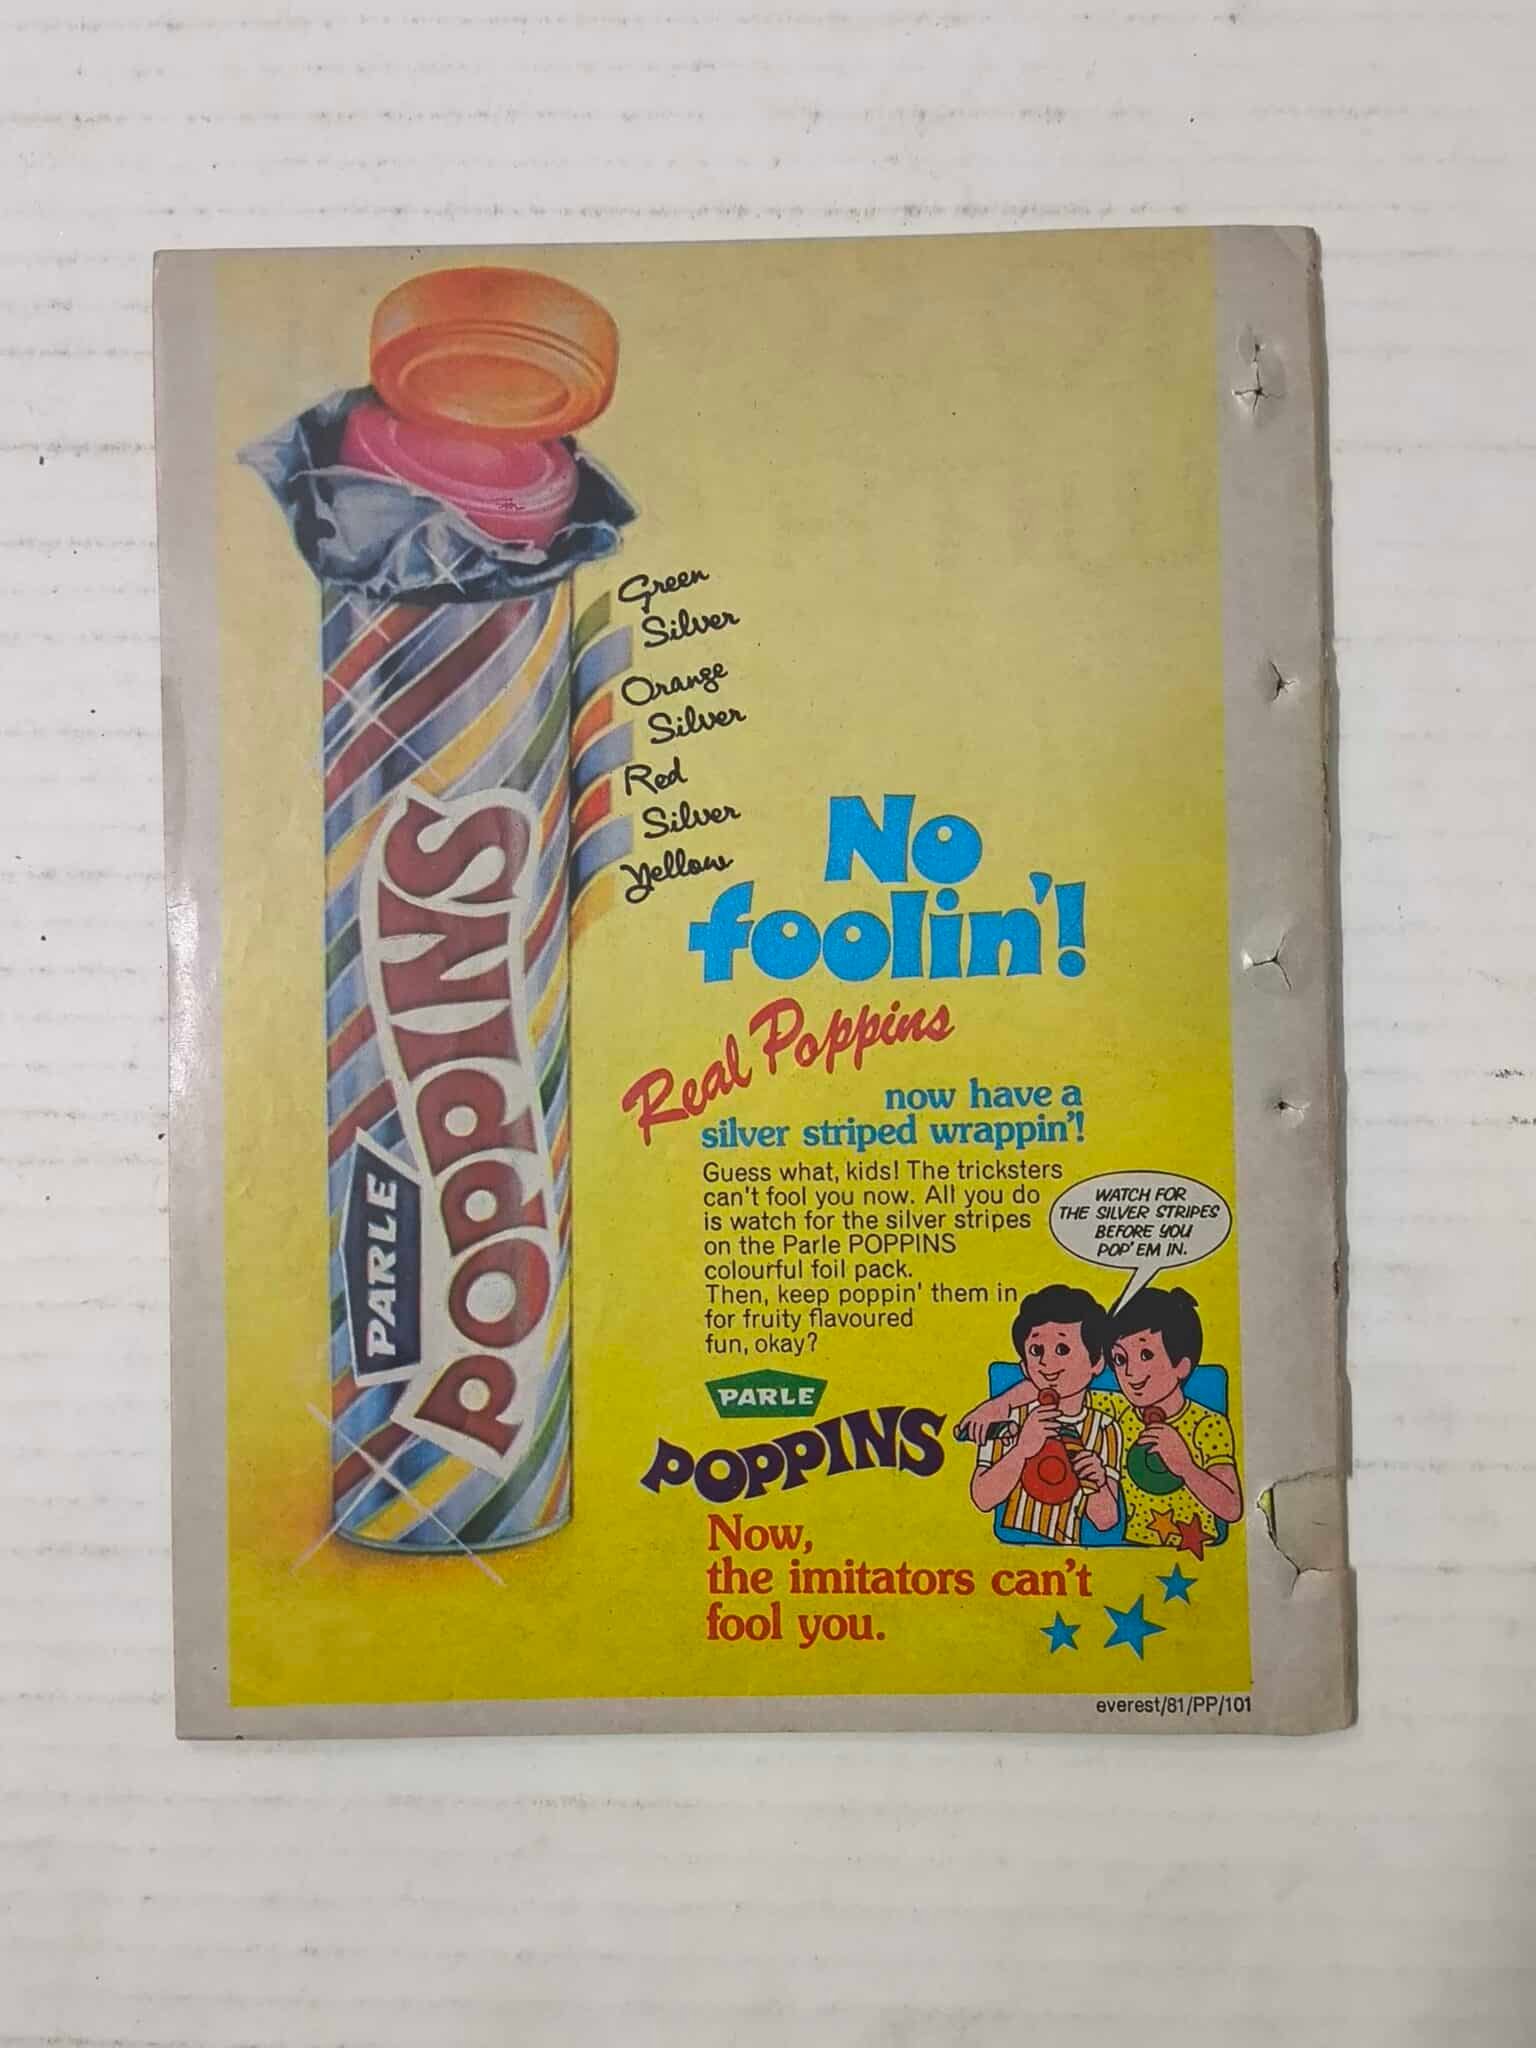 Green
Silver
Orange
Silver
Red
Silver
Yellow
POPPINS
PARLE
No
foolin'!
Real Poppins
now have a
silver striped wrappin'!
Guess what, kids! The tricksters
can't fool you now. All you do
is watch for the silver stripes
on the Parle POPPINS
colourful foil pack.
Then, keep poppin' them in
for fruity flavoured
fun, okay?
WATCH FOR
THE SILVER STRIPES
BEFORE YOU
POP' EM IN.
PARLE
POPPINS
Now,
the imitators can't
fool you.
everest/81/PP/101